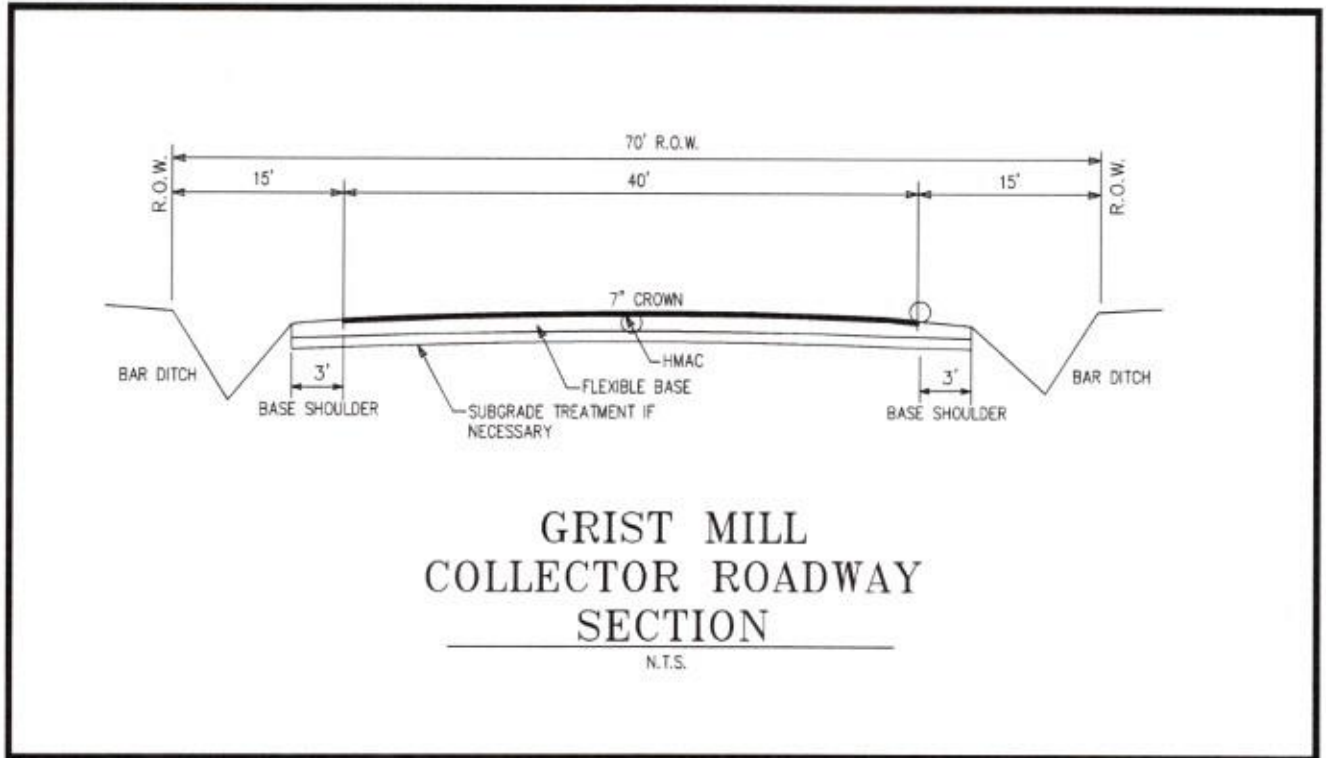 70' R.O.W.
R.O.W.
15'
40'
15'
R.O.W.
7" CROWN
HMAC
BAR DITCH
3'
FLEXIBLE BASE
3'
BAR DITCH
BASE SHOULDER
SUBGRADE TREATMENT IF
NECESSARY
BASE SHOULDER
GRIST MILL
COLLECTOR ROADWAY
SECTION
N.T.S.